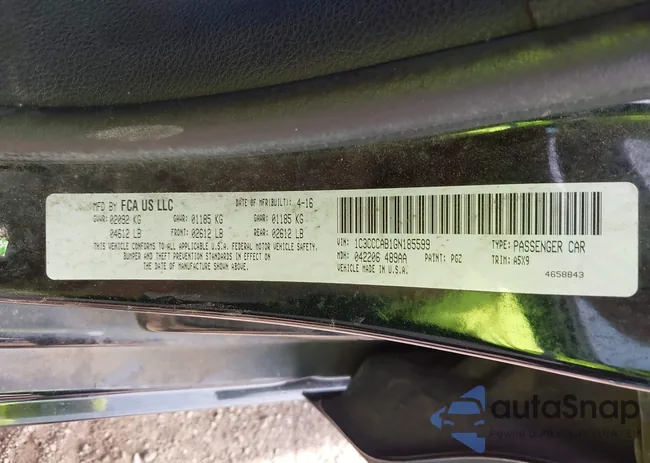 MFD BY FCA US LLC DATE OF MFR(BUILT): 4-16
GVWR: 02092 KG GAWR: 01185 KG GAWR: 01185 KG
04612 LB FRONT: 02612 LB REAR: 02612 LB
THIS VEHICLE CONFORMS TO ALL APPLICABLE U.S.A. FEDERAL MOTOR VEHICLE SAFETY,
BUMPER AND THEFT PREVENTION STANDARDS IN EFFECT ON
THE DATE OF MANUFACTURE SHOWN ABOVE.
VIN: 1C3CCCAB1GN185599 TYPE: PASSENGER CAR
MDH: 042206 489AA PAINT: PGZ TRIM: A5X9
VEHICLE MADE IN U.S.A. 4658843
autaSnap